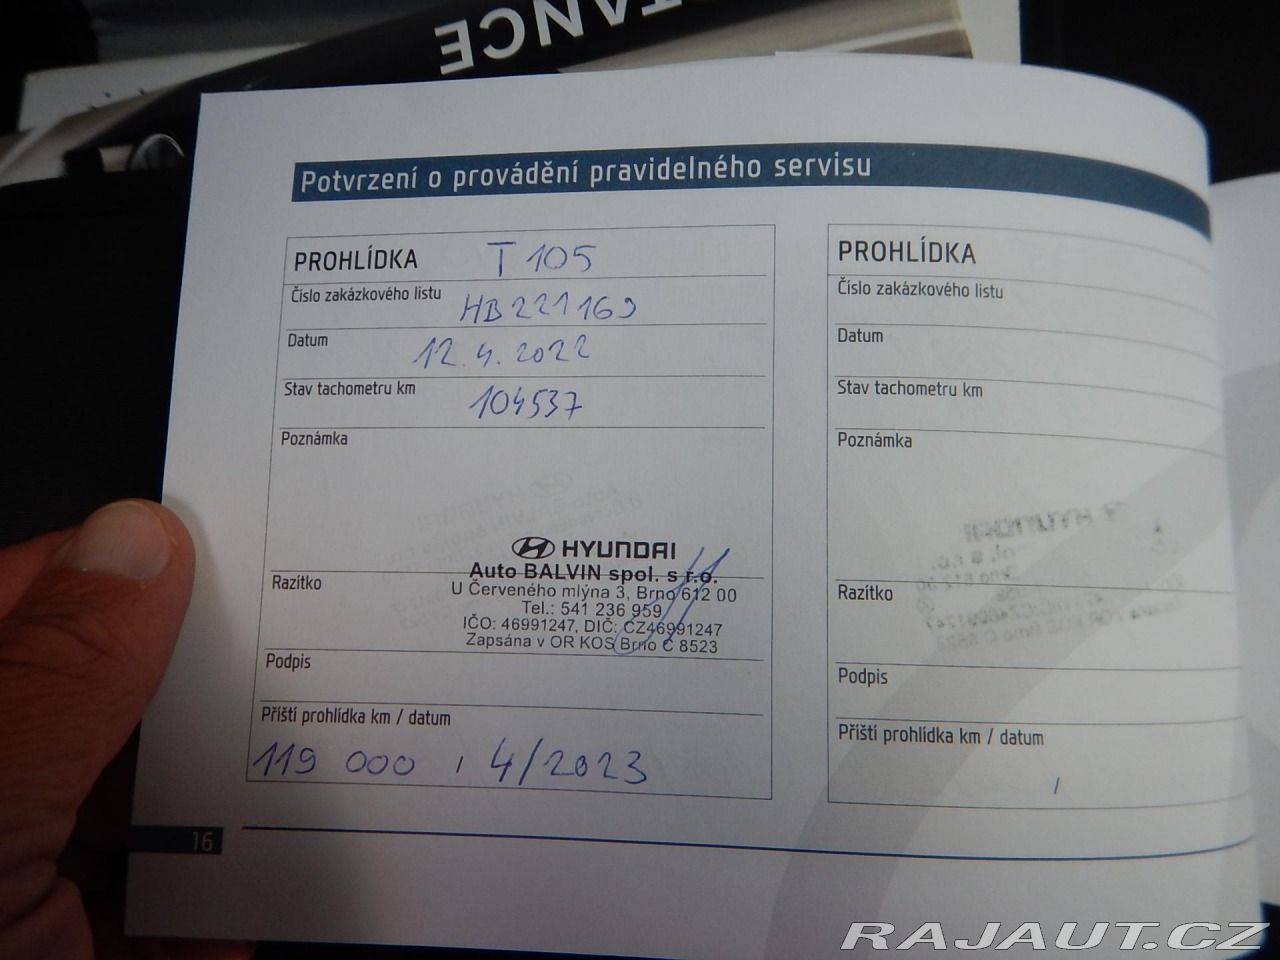 TANCE
Potvrzení o provádění pravidelného servisu
PROHLÍDKA T 105
Číslo zakázkového listu HB221169
Datum 12.4.2022
Stav tachometru km 104537
Poznámka
HYUNDAI
Auto BALVIN spol. s r.o.
U Červeného mlýna 3, Brno 612 00
Razítko
Tel.: 541 236 959
IČO: 46991247, DIČ: CZ46991247
Zapsána v OR KOS Brno C 8523
Podpis
Příští prohlídka km / datum
119 000 / 4/2023
PROHLÍDKA
Číslo zakázkového listu
Datum
Stav tachometru km
Poznámka
Razítko
Podpis
Příští prohlídka km / datum
/
16
RAJAUT.CZ